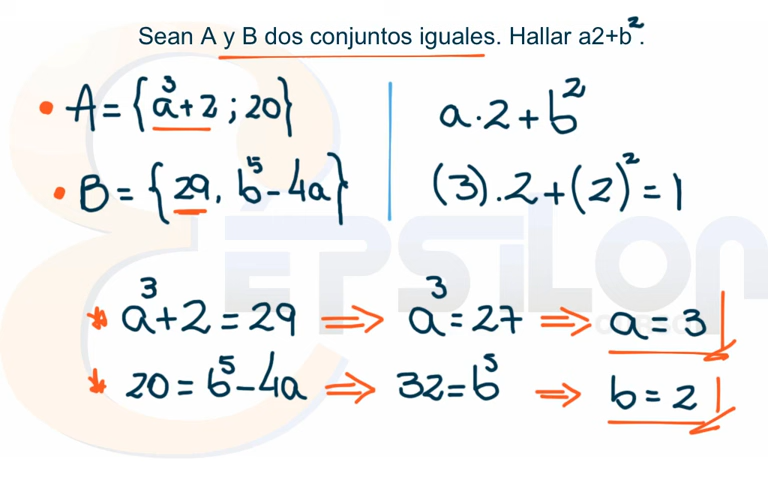 Sean A y B dos conjuntos iguales. Hallar a2+b².
• A = {a³+2 ; 20}
• B = {29, b⁵-4a}
a·2+b²
(3).2+(2)²=1
* a³+2=29 ⇒ a³=27 ⇒ a=3
* 20=b⁵-4a ⇒ 32=b⁵ ⇒ b=2
EPSILON